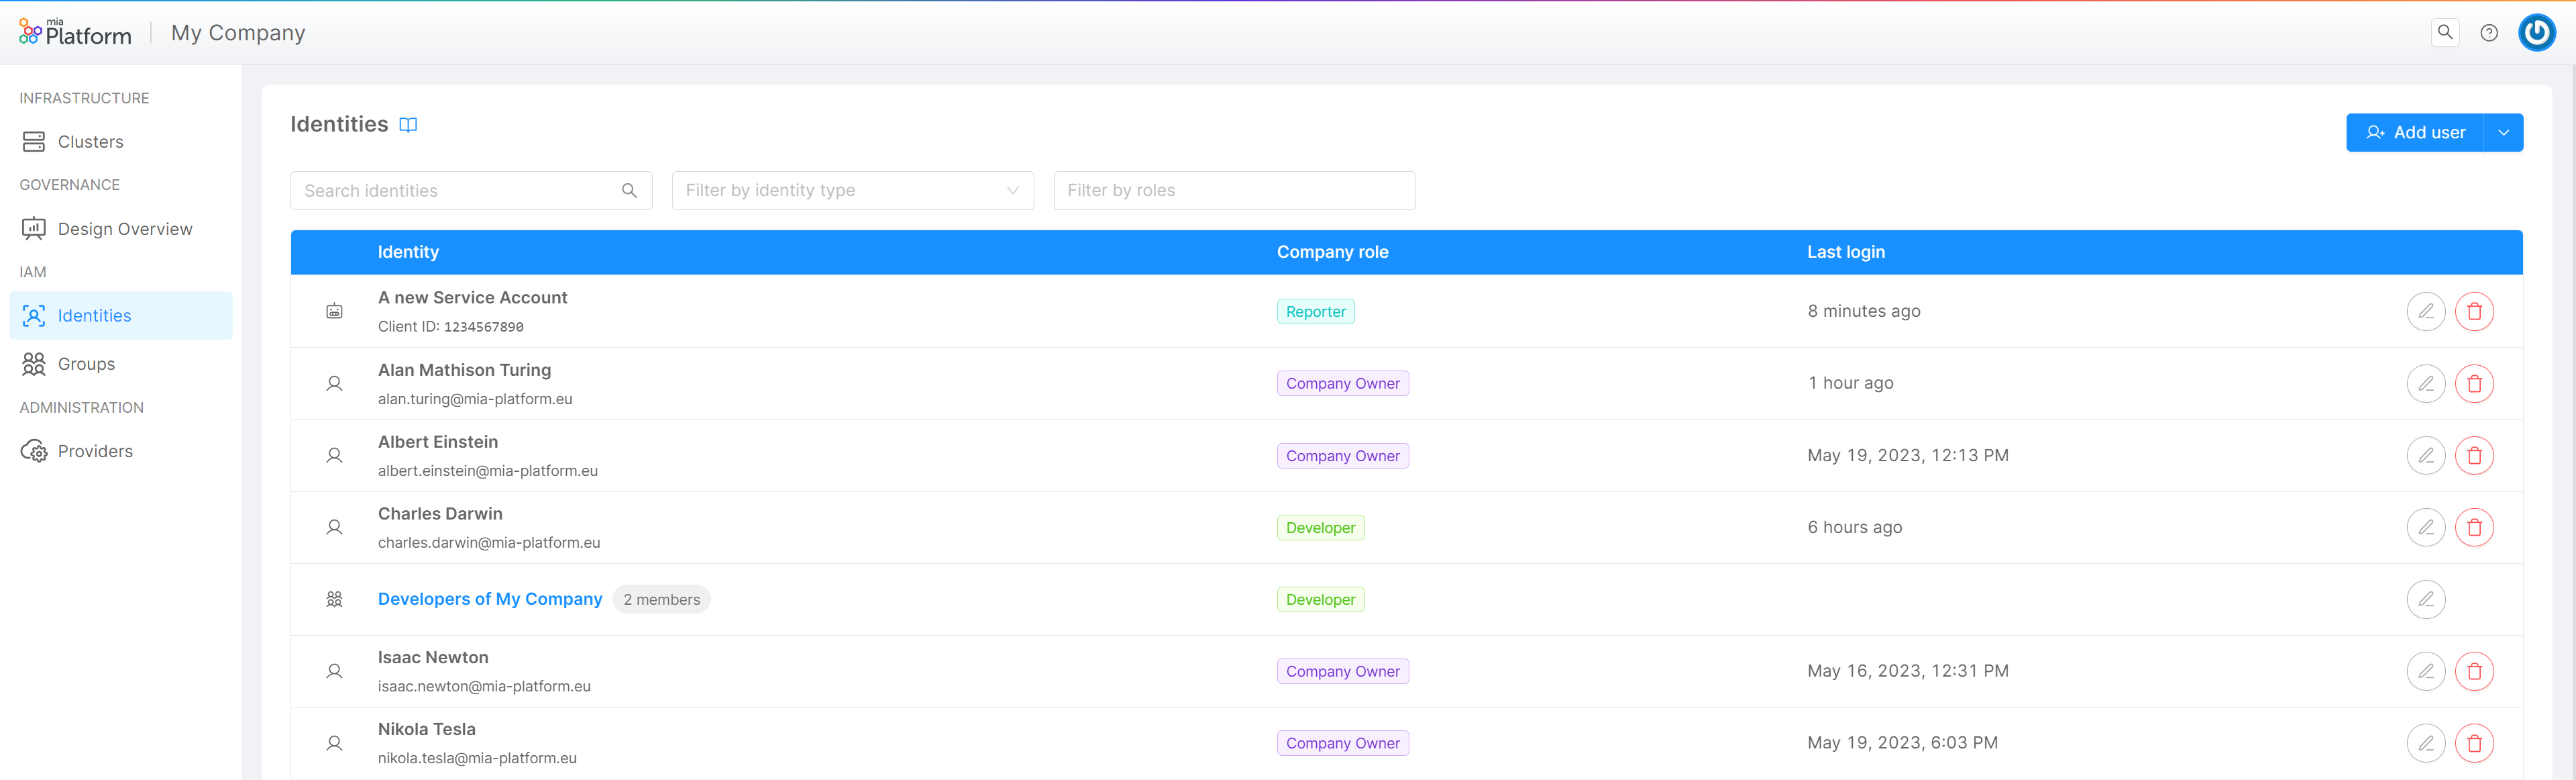 mia
Platform
My Company
INFRASTRUCTURE
Clusters
GOVERNANCE
Design Overview
IAM
Identities
Groups
ADMINISTRATION
Providers
Identities
Add user
Search identities
Filter by identity type
Filter by roles
Identity Company role Last login
A new Service Account
Client ID: 1234567890
Reporter
8 minutes ago
Alan Mathison Turing
alan.turing@mia-platform.eu
Company Owner
1 hour ago
Albert Einstein
albert.einstein@mia-platform.eu
Company Owner
May 19, 2023, 12:13 PM
Charles Darwin
charles.darwin@mia-platform.eu
Developer
6 hours ago
Developers of My Company 2 members
Developer
Isaac Newton
isaac.newton@mia-platform.eu
Company Owner
May 16, 2023, 12:31 PM
Nikola Tesla
nikola.tesla@mia-platform.eu
Company Owner
May 19, 2023, 6:03 PM